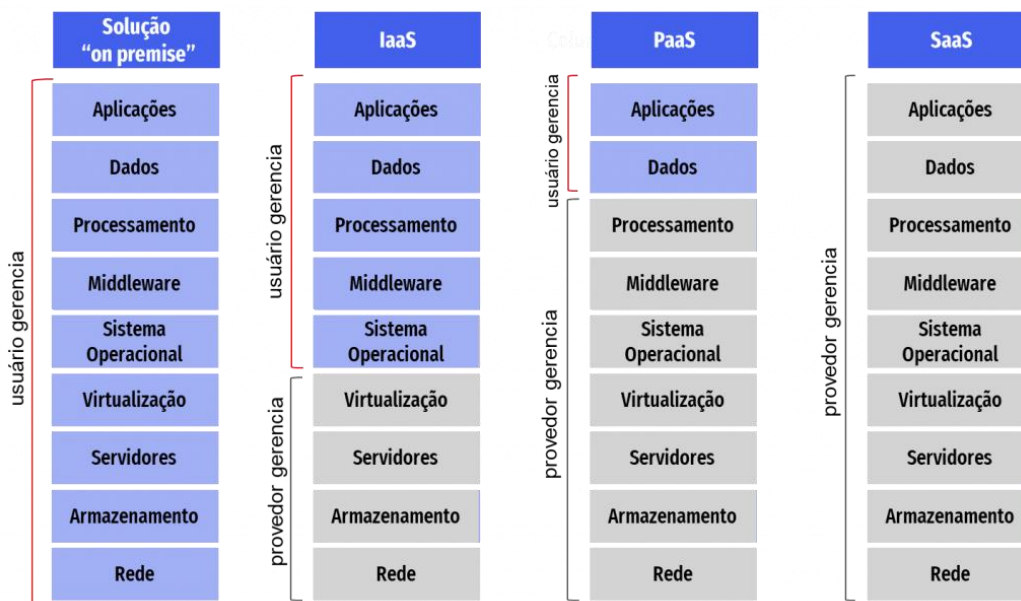 Solução
“on premise”
usuário gerencia
Aplicações
Dados
Processamento
Middleware
Sistema
Operacional
Virtualização
Servidores
Armazenamento
Rede
IaaS
usuário gerencia
Aplicações
Dados
Processamento
Middleware
Sistema
Operacional
provedor gerencia
Virtualização
Servidores
Armazenamento
Rede
PaaS
usuário gerencia
Aplicações
Dados
provedor gerencia
Processamento
Middleware
Sistema
Operacional
Virtualização
Servidores
Armazenamento
Rede
SaaS
provedor gerencia
Aplicações
Dados
Processamento
Middleware
Sistema
Operacional
Virtualização
Servidores
Armazenamento
Rede